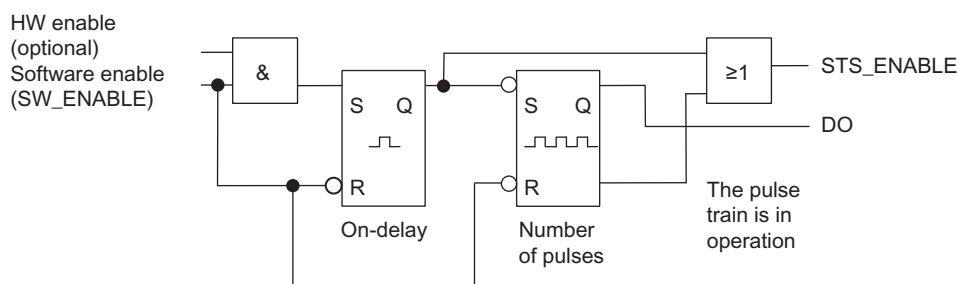 HW enable
(optional)
Software enable
(SW_ENABLE)
&
S Q
R
On-delay
S Q
R
Number
of pulses
≥1
STS_ENABLE
DO
The pulse
train is in
operation